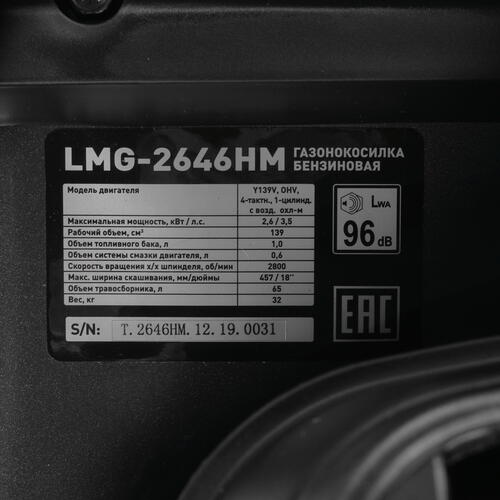 LMG-2646HM ГАЗОНОКОСИЛКА БЕНЗИНОВАЯ
Модель двигателя Y139V, OHV,
4-тактн., 1-цилинд.
с возд. охл-м
Максимальная мощность, кВт / л.с. 2,6 / 3,5
Рабочий объем, см³ 139
Объем топливного бака, л 1,0
Объем системы смазки двигателя, л 0,6
Скорость вращения х/х шпинделя, об/мин 2800
Макс. ширина скашивания, мм/дюймы 457 / 18"
Объем травосборника, л 65
Вес, кг 32
LWA
96 dB
S/N: T.2646HM.12.19.0031
EAC